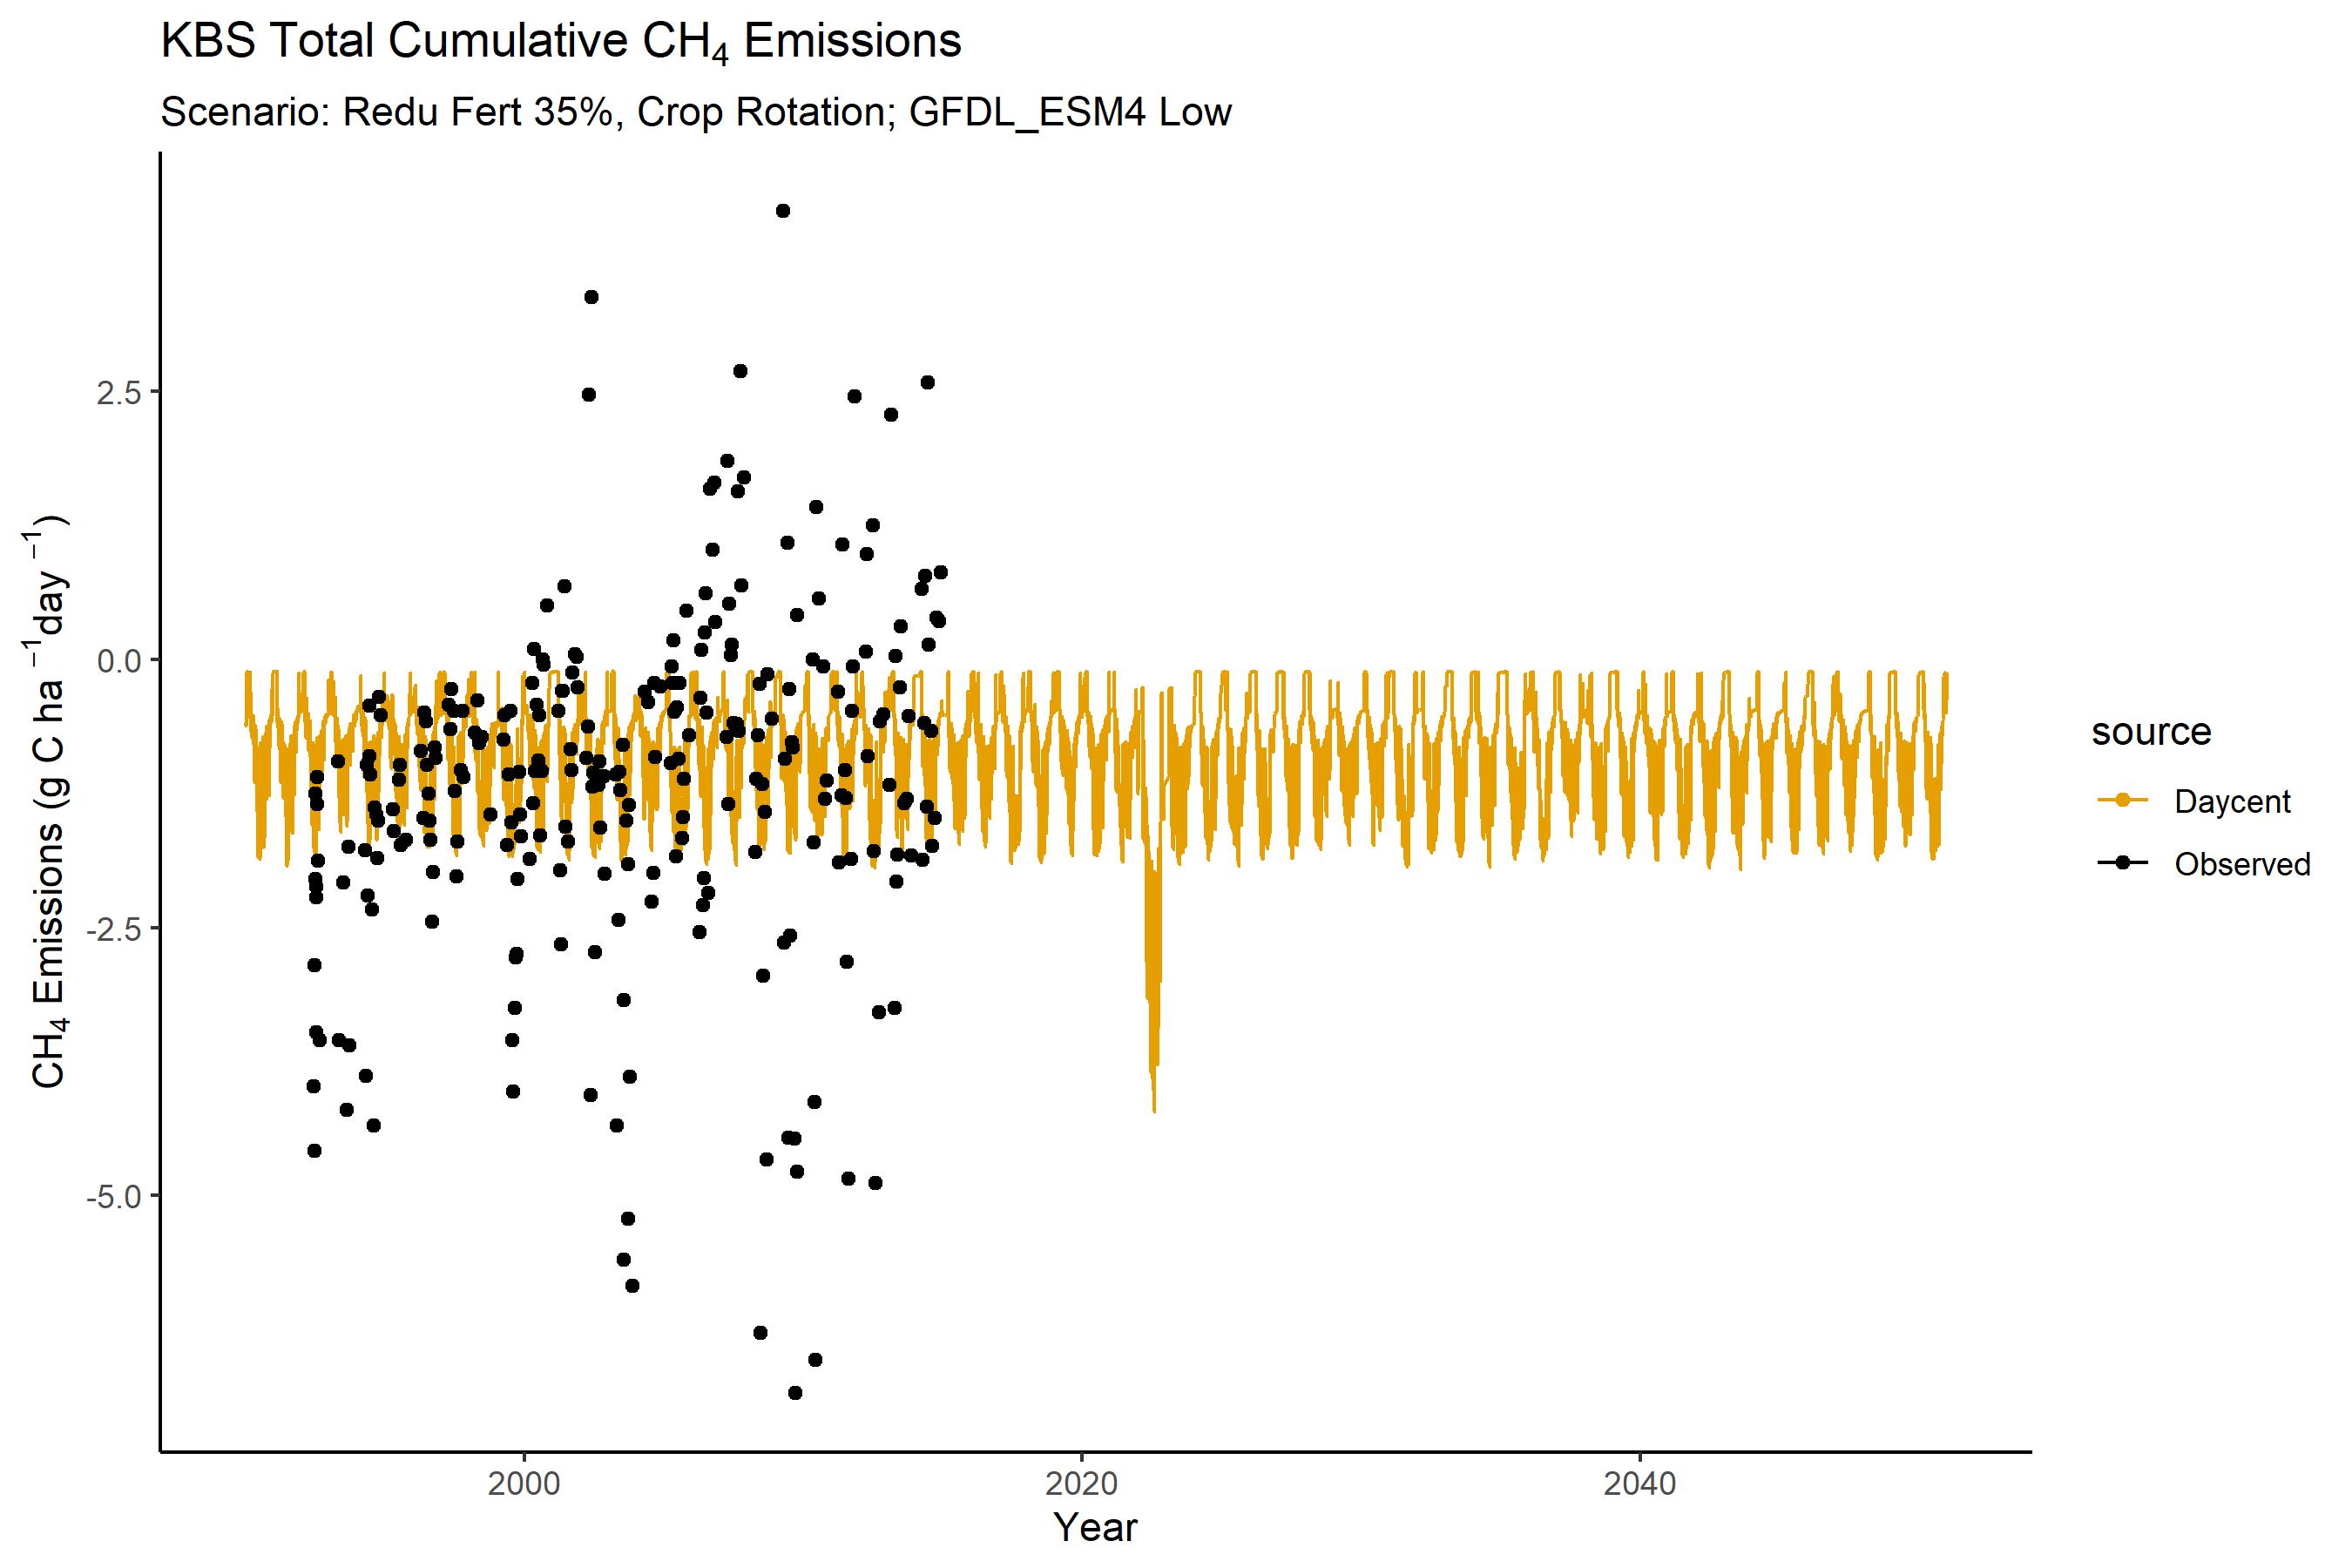 KBS Total Cumulative CH₄ Emissions
Scenario: Redu Fert 35%, Crop Rotation; GFDL_ESM4 Low
CH₄ Emissions (g C ha ⁻¹day ⁻¹)
2.5
0.0
-2.5
-5.0
2000
2020
2040
Year
source
Daycent
Observed